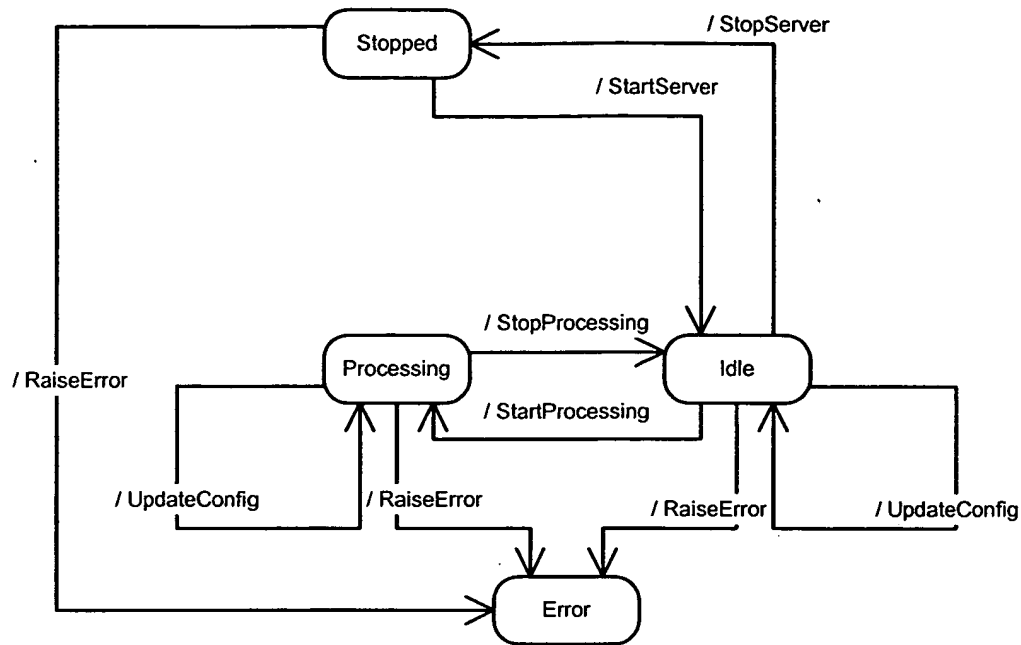 Stopped
/ StopServer
/ StartServer
/ StopProcessing
Processing
Idle
/ RaiseError
/ StartProcessing
/ UpdateConfig
/ RaiseError
/ RaiseError
/ UpdateConfig
Error